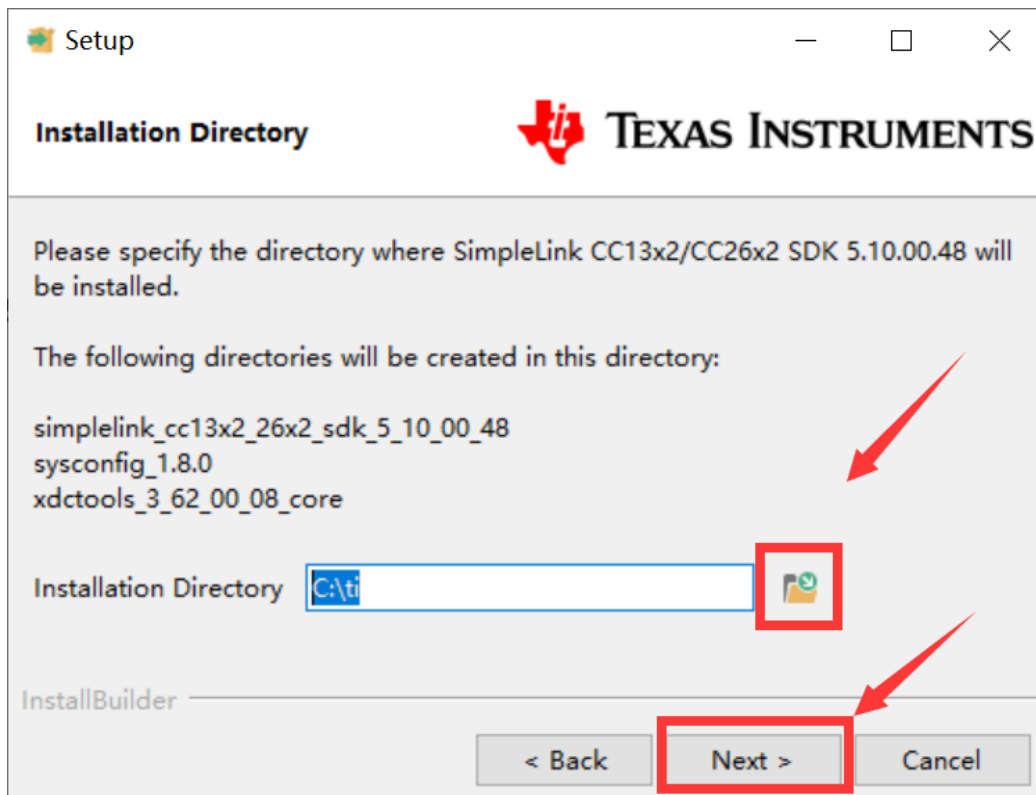 Setup
Installation Directory
TEXAS INSTRUMENTS
Please specify the directory where SimpleLink CC13x2/CC26x2 SDK 5.10.00.48 will
be installed.
The following directories will be created in this directory:
simplelink_cc13x2_26x2_sdk_5_10_00_48
sysconfig_1.8.0
xdctools_3_62_00_08_core
Installation Directory C:\ti
InstallBuilder
< Back Next > Cancel